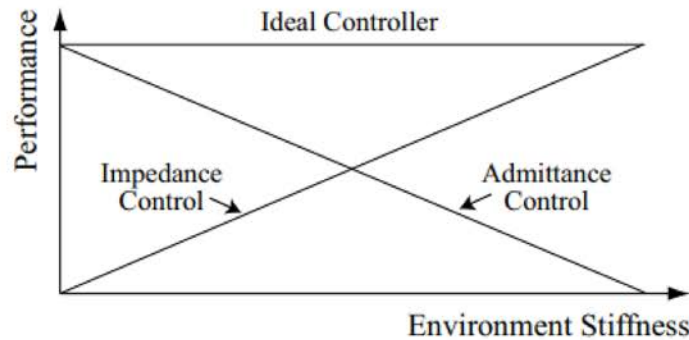 Ideal Controller
Performance
Impedance
Control
Admittance
Control
Environment Stiffness